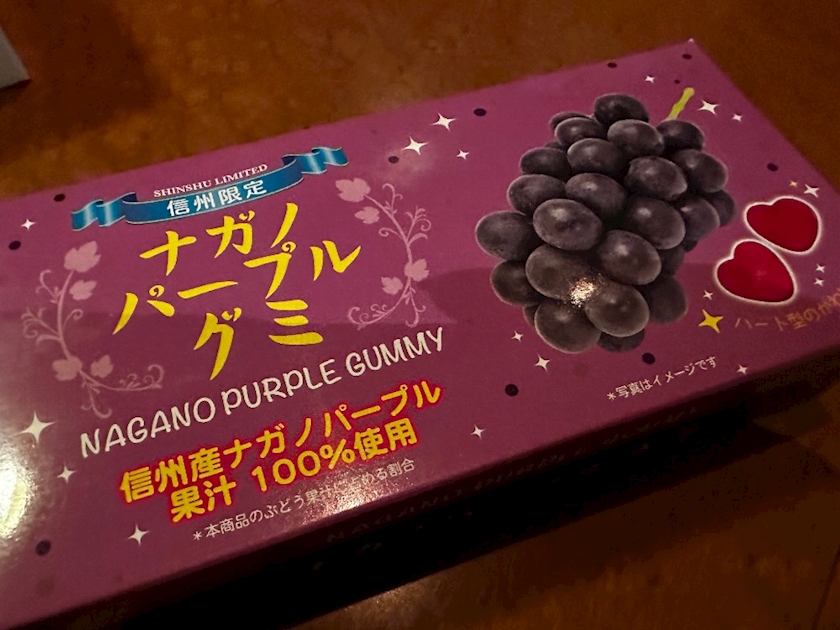 SHINSHU LIMITED
信州限定
ナガノ
パープル
グミ
NAGANO PURPLE GUMMY
信州産ナガノパープル
果汁 100%使用
*本商品のぶどう果汁に占める割合
ハート型の
*写真はイメージです